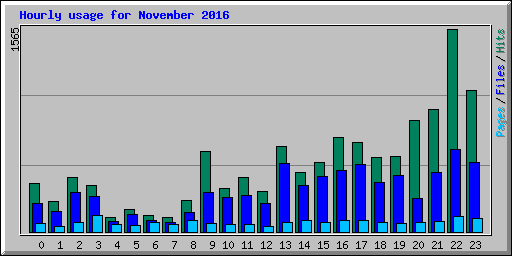 Hourly usage for November 2016
1565
Pages / Files / Hits
0 1 2 3 4 5 6 7 8 9 10 11 12 13 14 15 16 17 18 19 20 21 22 23